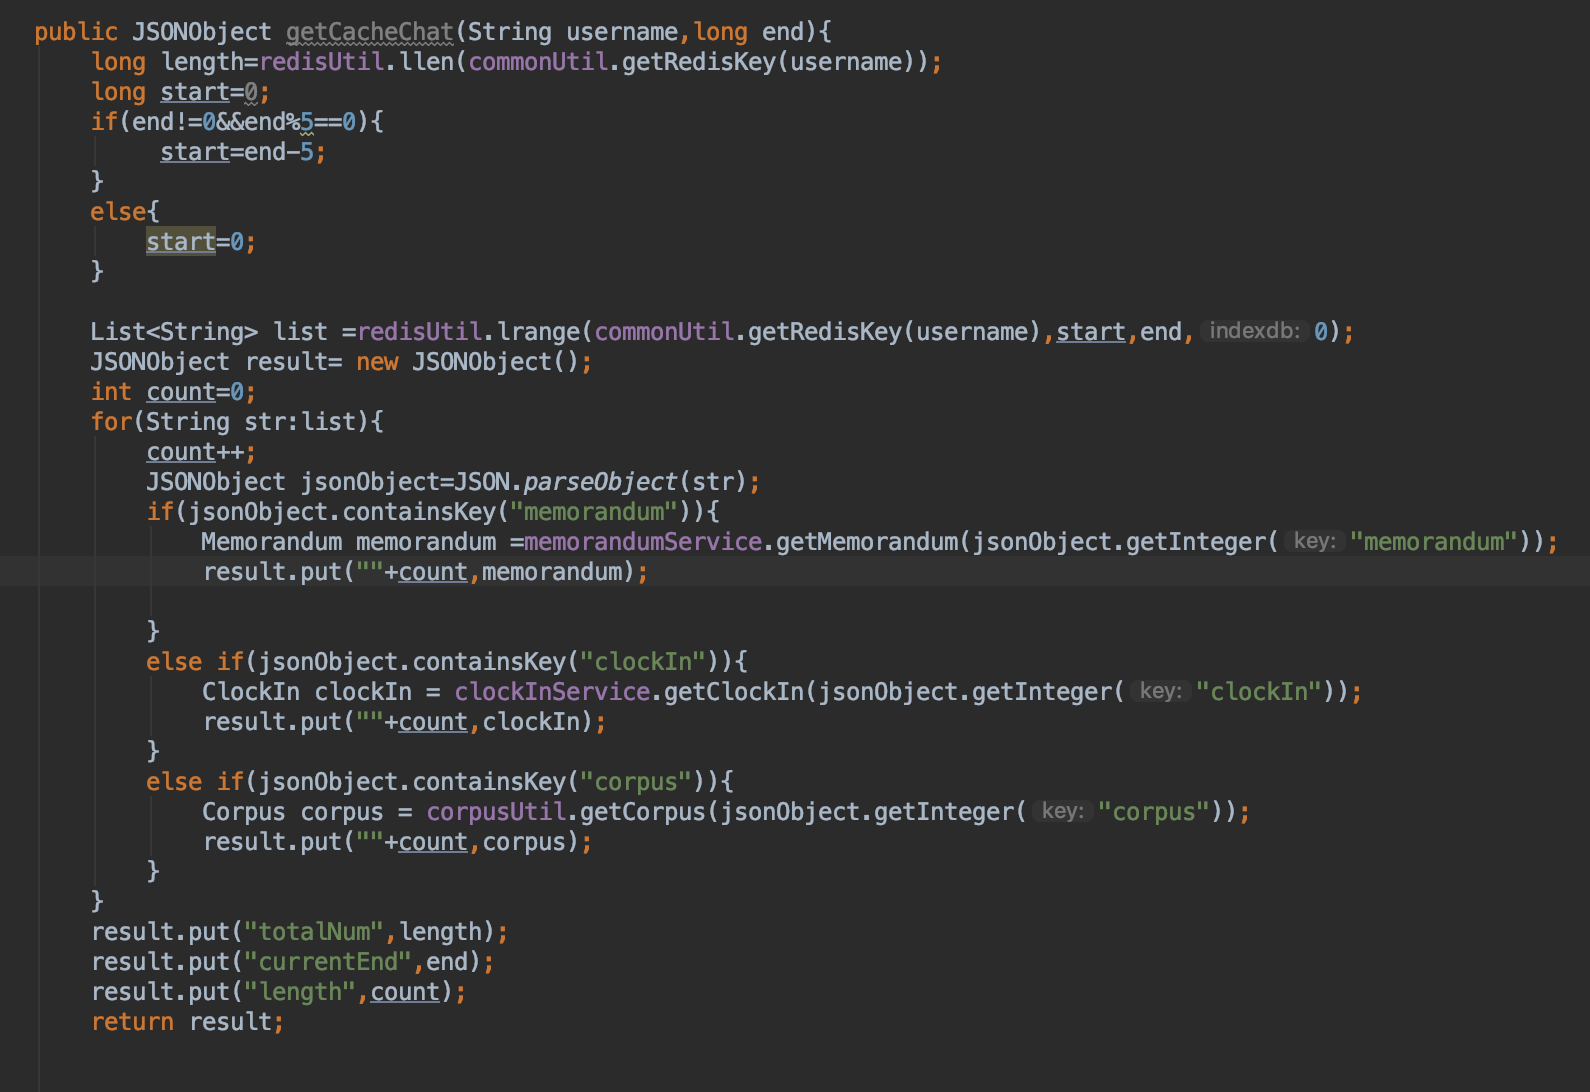 public JSONObject getCacheChat(String username,long end){
    long length=redisUtil.llen(commonUtil.getRedisKey(username));
    long start=0;
    if(end!=0&&end%5==0){
         start=end-5;
    }
    else{
        start=0;
    }
    List<String> list =redisUtil.lrange(commonUtil.getRedisKey(username),start,end, indexdb: 0);
    JSONObject result= new JSONObject();
    int count=0;
    for(String str:list){
        count++;
        JSONObject jsonObject=JSON.parseObject(str);
        if(jsonObject.containsKey("memorandum")){
            Memorandum memorandum =memorandumService.getMemorandum(jsonObject.getInteger( key: "memorandum"));
            result.put(""+count,memorandum);
        }
        else if(jsonObject.containsKey("clockIn")){
            ClockIn clockIn = clockInService.getClockIn(jsonObject.getInteger( key: "clockIn"));
            result.put(""+count,clockIn);
        }
        else if(jsonObject.containsKey("corpus")){
            Corpus corpus = corpusUtil.getCorpus(jsonObject.getInteger( key: "corpus"));
            result.put(""+count,corpus);
        }
    }
    result.put("totalNum",length);
    result.put("currentEnd",end);
    result.put("length",count);
    return result;